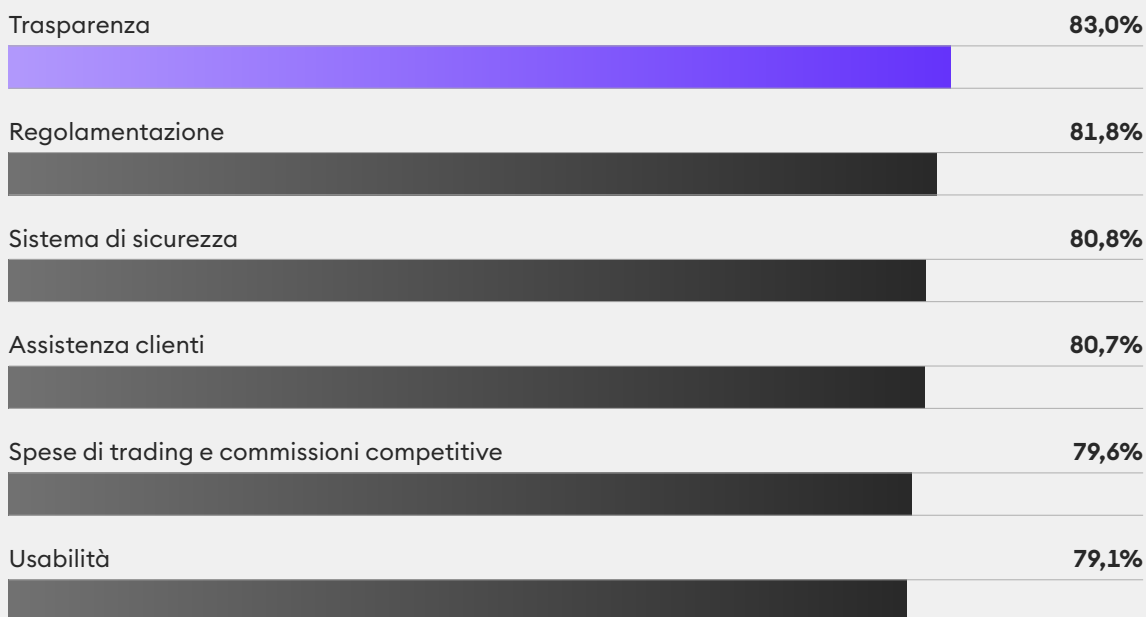 Trasparenza 83,0%
Regolamentazione 81,8%
Sistema di sicurezza 80,8%
Assistenza clienti 80,7%
Spese di trading e commissioni competitive 79,6%
Usabilità 79,1%